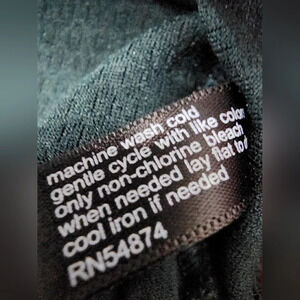 machine wash cold
gentle cycle with like color
only non-chlorine bleach
when needed lay flat to
cool iron if needed
RN54874